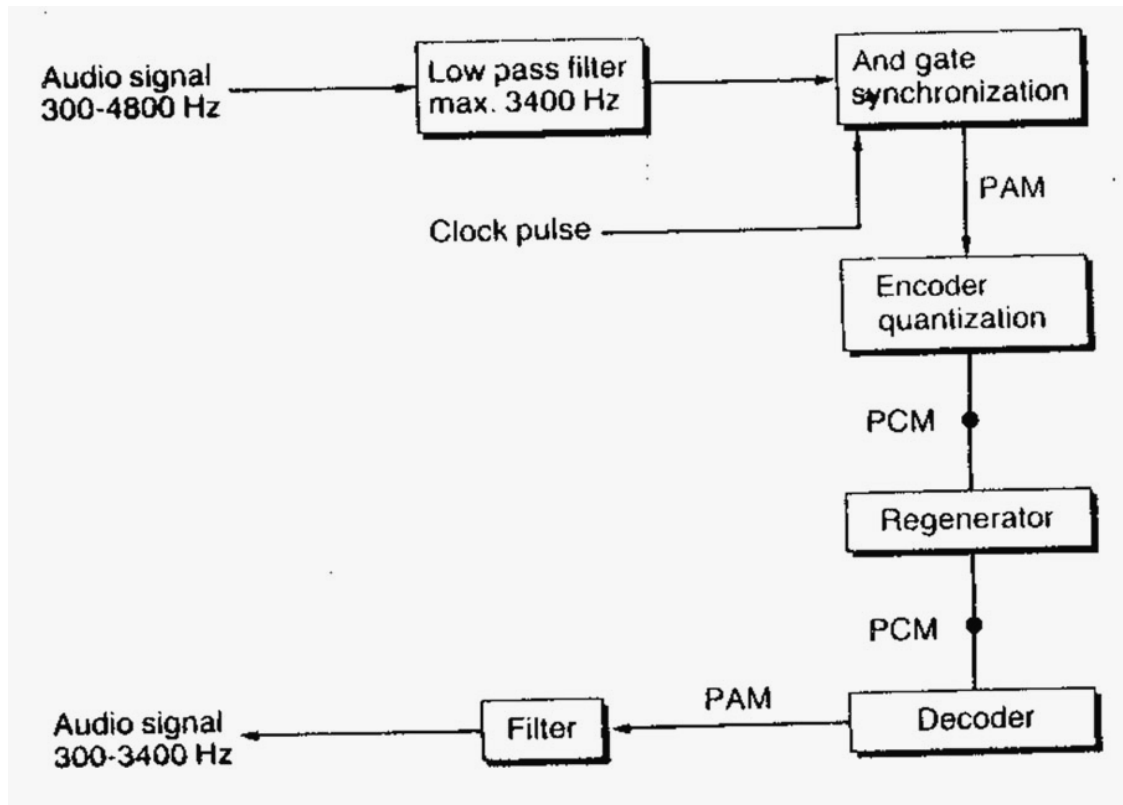 Audio signal
300-4800 Hz
Low pass filter
max. 3400 Hz
And gate
synchronization
Clock pulse
PAM
Encoder
quantization
PCM
Regenerator
PCM
Decoder
PAM
Filter
Audio signal
300-3400 Hz